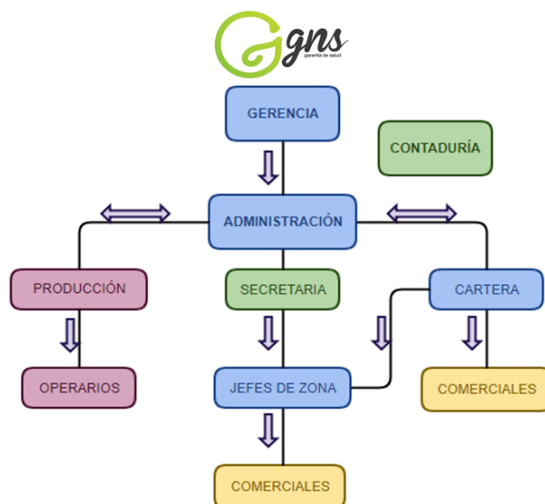 gns
garantía de salud
GERENCIA
CONTADURÍA
ADMINISTRACIÓN
PRODUCCIÓN
SECRETARIA
CARTERA
OPERARIOS
JEFES DE ZONA
COMERCIALES
COMERCIALES